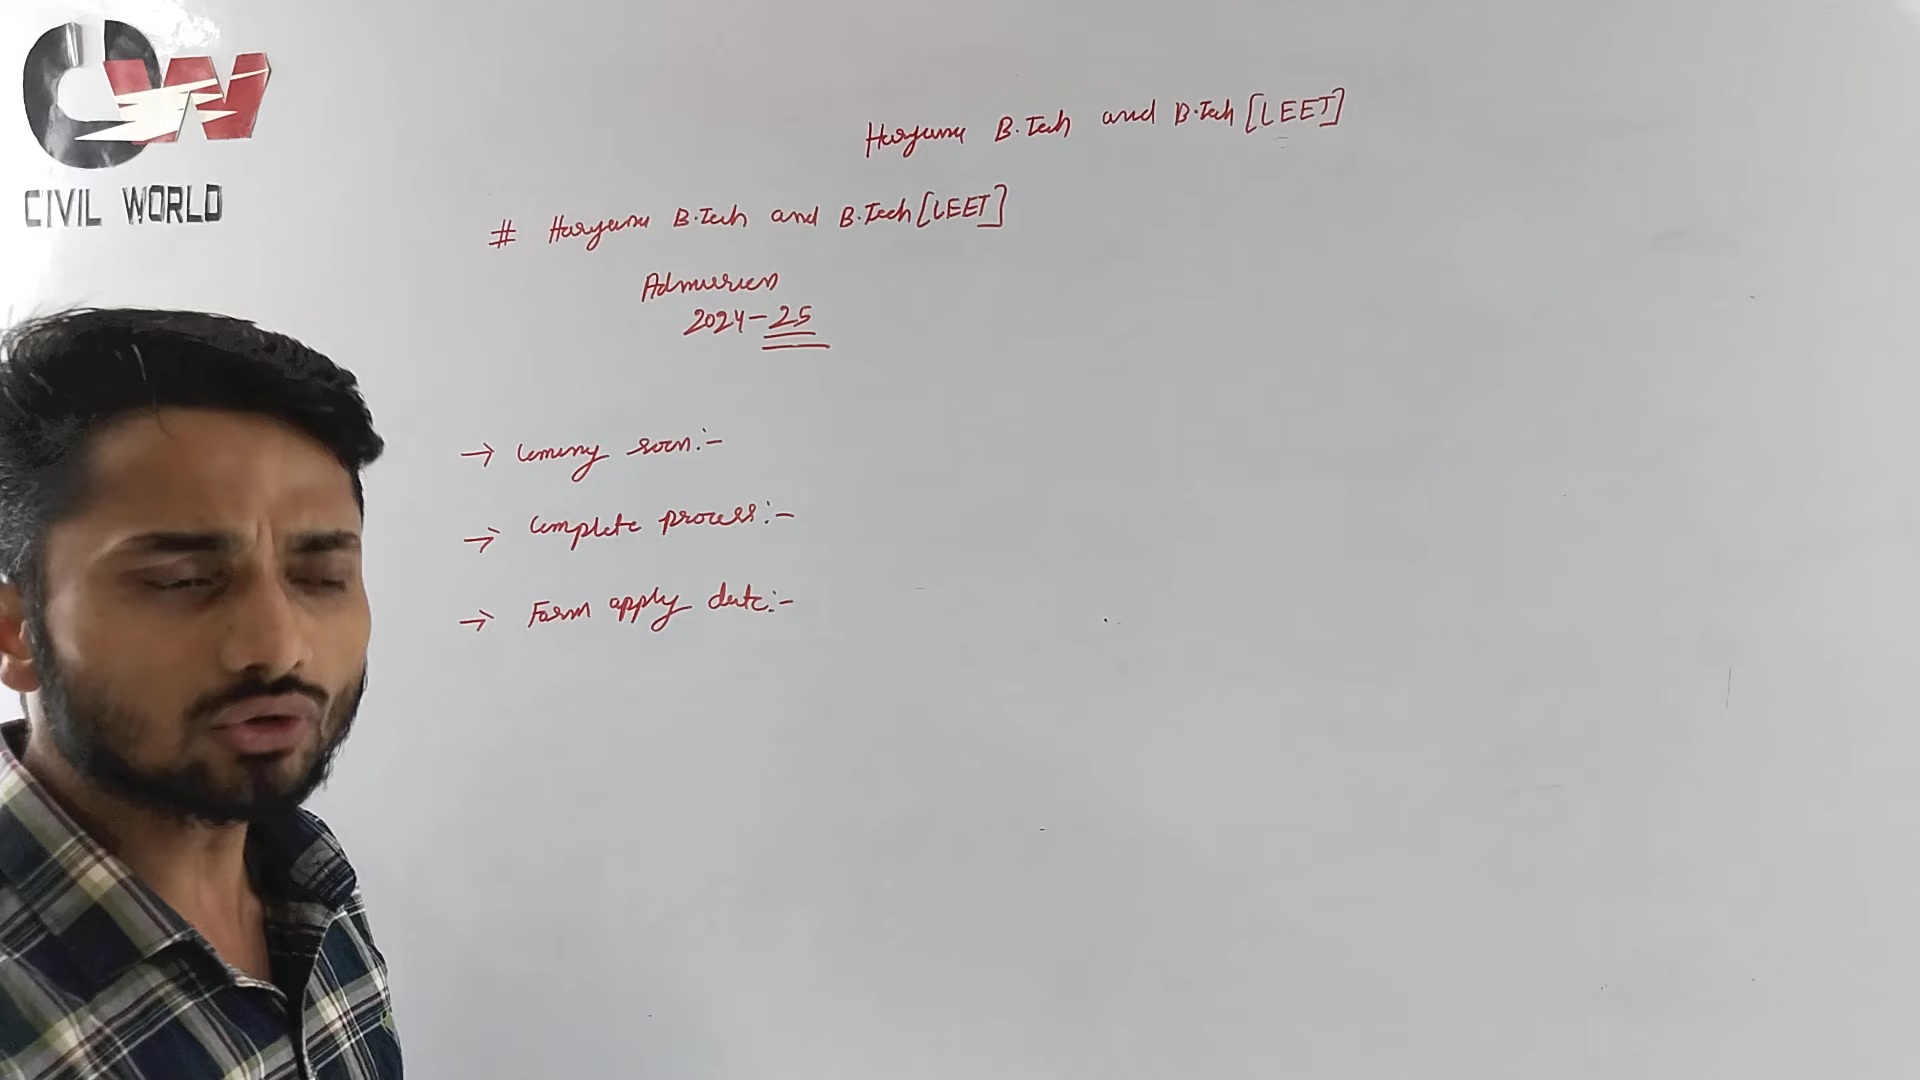 CW
CIVIL WORLD
Haryana B.Tech and B.Tech [LEET]
# Haryana B.Tech and B.Tech [LEET]
Admission
2024-25
→ Coming soon:-
→ Complete process:-
→ Form apply date:-